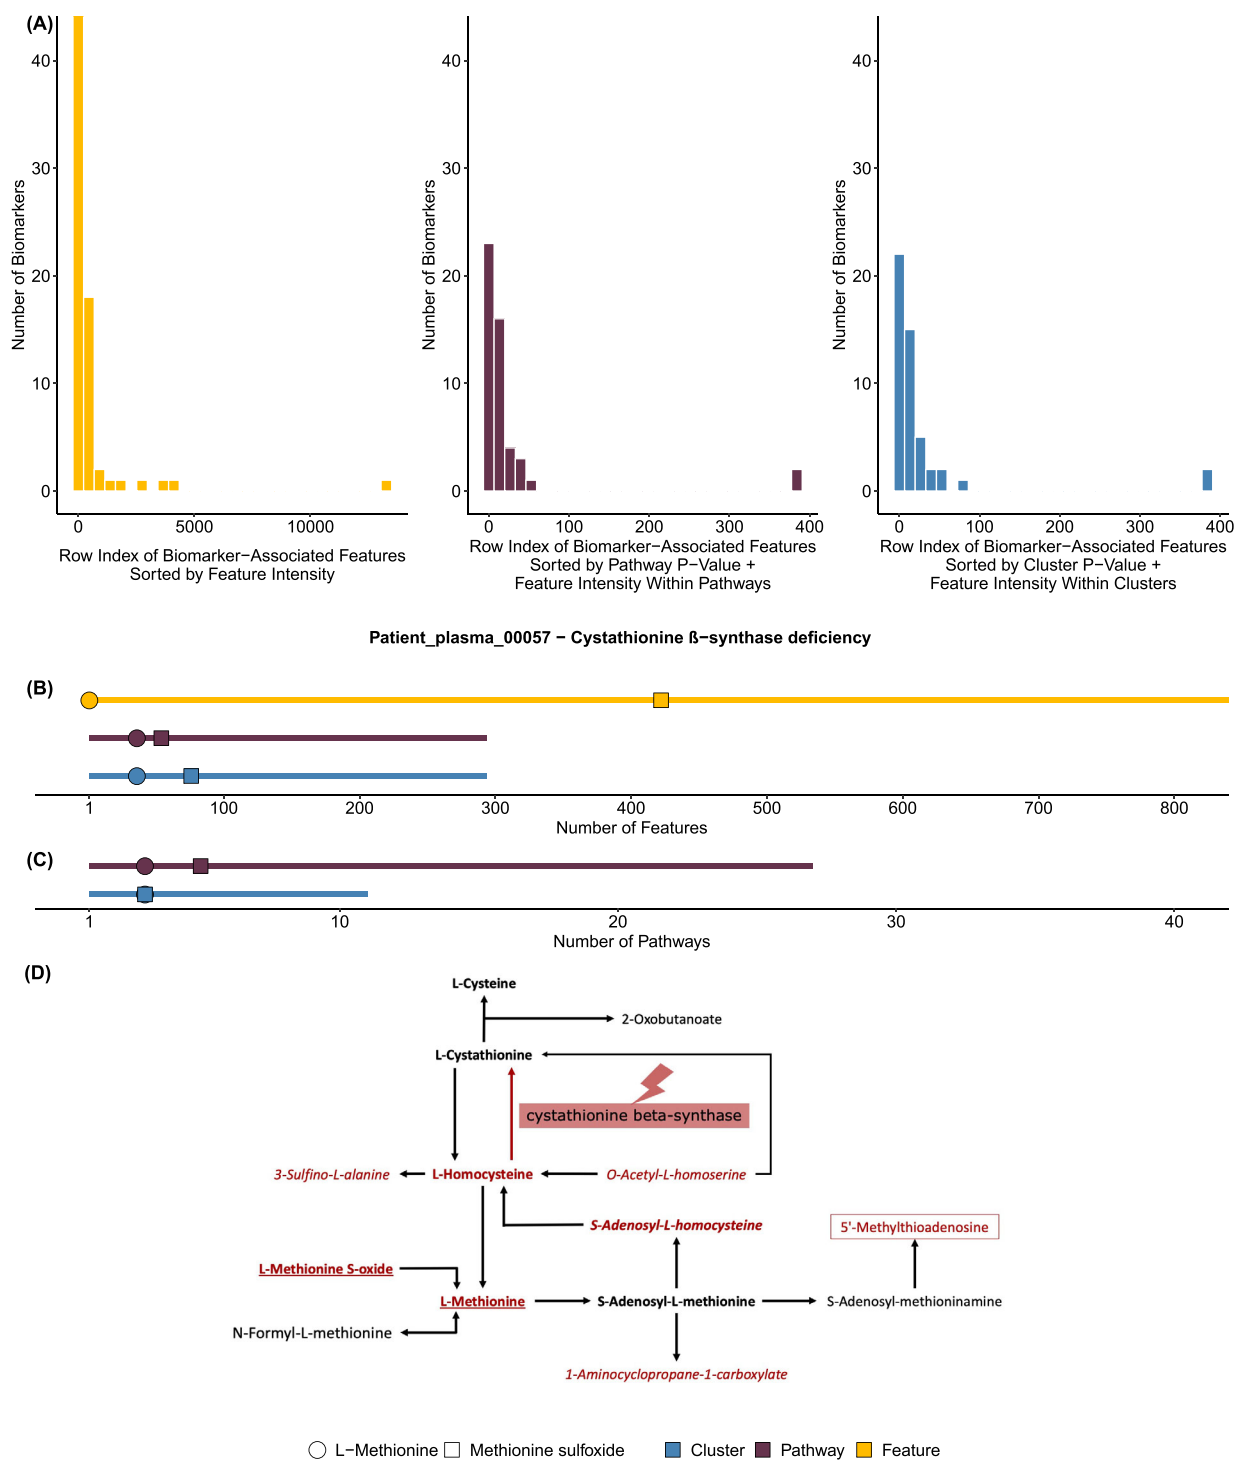 (A)
40
30
20
10
0
Number of Biomarkers
0
5000
10000
Row Index of Biomarker−Associated Features
Sorted by Feature Intensity
40
30
20
10
0
Number of Biomarkers
0
100
200
300
400
Row Index of Biomarker−Associated Features
Sorted by Pathway P−Value +
Feature Intensity Within Pathways
40
30
20
10
0
Number of Biomarkers
0
100
200
300
400
Row Index of Biomarker−Associated Features
Sorted by Cluster P−Value +
Feature Intensity Within Clusters
Patient_plasma_00057 − Cystathionine ß−synthase deficiency
(B)
1
100
200
300
400
500
600
700
800
Number of Features
(C)
1
10
20
30
40
Number of Pathways
(D)
L-Cysteine
2-Oxobutanoate
L-Cystathionine
cystathionine beta-synthase
3-Sulfino-L-alanine
L-Homocysteine
O-Acetyl-L-homoserine
S-Adenosyl-L-homocysteine
5'-Methylthioadenosine
L-Methionine S-oxide
L-Methionine
S-Adenosyl-L-methionine
S-Adenosyl-methioninamine
N-Formyl-L-methionine
1-Aminocyclopropane-1-carboxylate
L−Methionine
Methionine sulfoxide
Cluster
Pathway
Feature